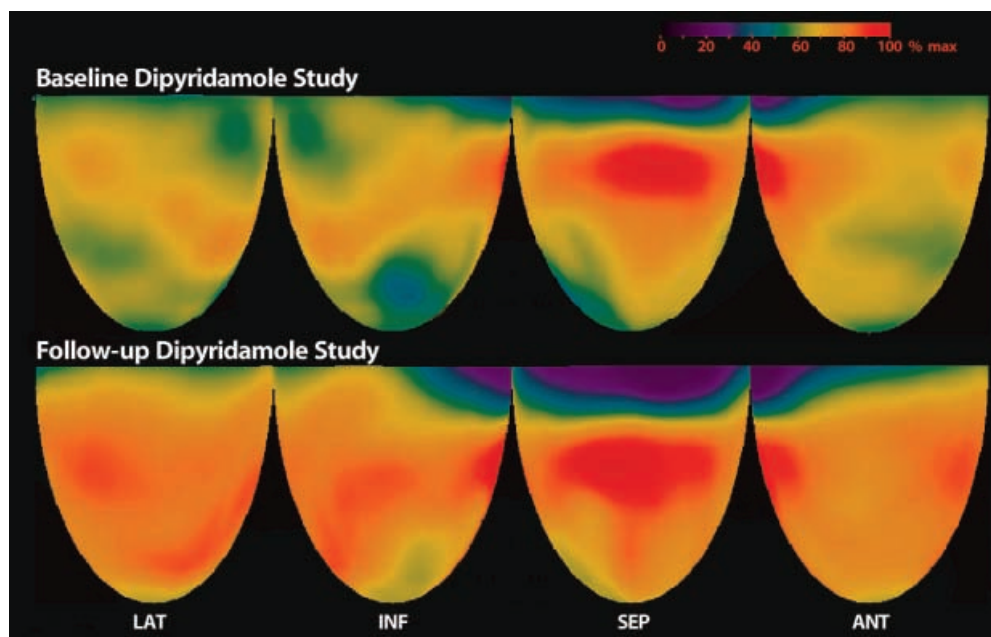 0 20 40 60 80 100 % max
Baseline Dipyridamole Study
Follow-up Dipyridamole Study
LAT INF SEP ANT